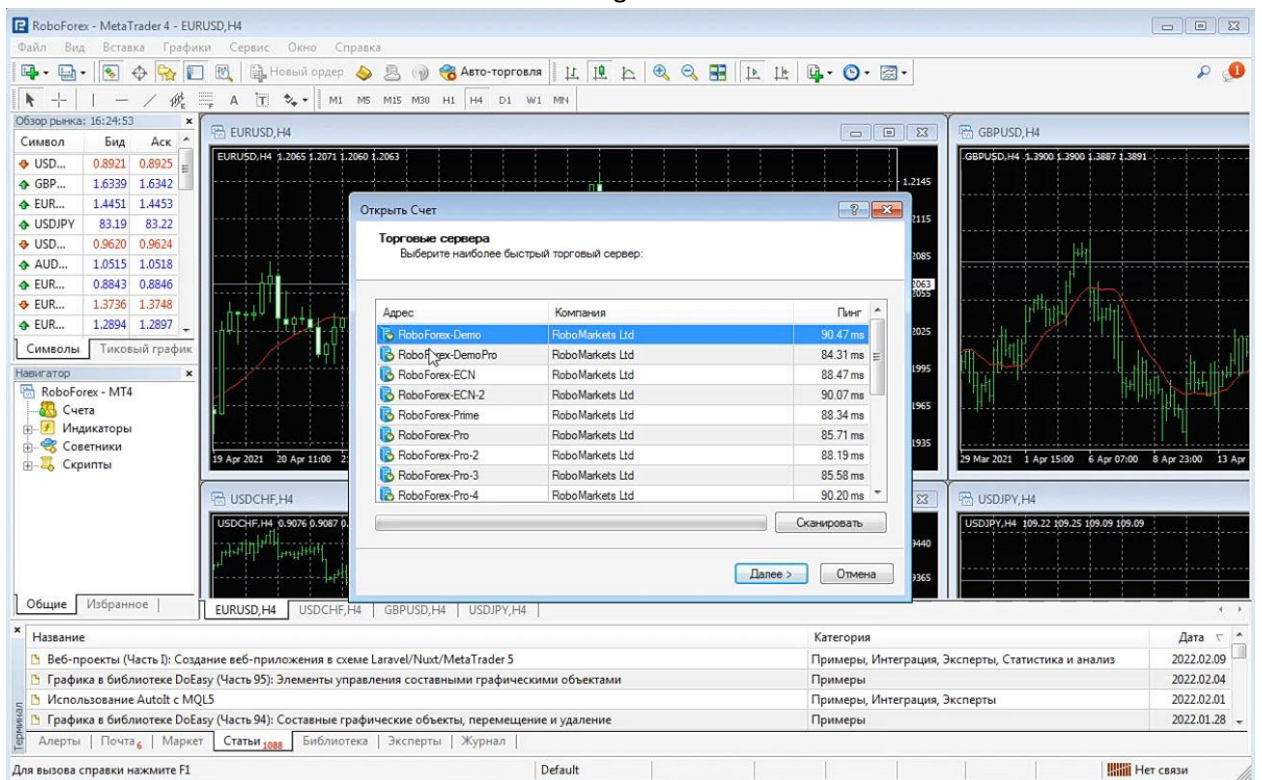 RoboForex - MetaTrader 4 - EURUSD,H4
Файл Вид Вставка Графики Сервис Окно Справка
Новый ордер Авто-торговля
A T M1 M5 M15 M30 H1 H4 D1 W1 MN
Обзор рынка: 16:24:53
Символ Бид Аск
USD... 0.8921 0.8925
GBP... 1.6339 1.6342
EUR... 1.4451 1.4453
USDJPY 83.19 83.22
USD... 0.9620 0.9624
AUD... 1.0515 1.0518
EUR... 0.8843 0.8846
EUR... 1.3736 1.3748
EUR... 1.2894 1.2897
Символы Тиковый график
Навигатор
RoboForex - MT4
Счета
Индикаторы
Советники
Скрипты
Общие Избранное
EURUSD,H4
EURUSD,H4 1.2065 1.2071 1.2060 1.2063
1.2145
19 Apr 2021 20 Apr 11:00
GBPUSD,H4
GBPUSD,H4 1.3900 1.3900 1.3887 1.3891
29 Mar 2021 1 Apr 15:00 6 Apr 07:00 8 Apr 23:00 13 Apr
USDCHF,H4
USDCHF,H4 0.9076 0.9087
USDJPY,H4
USDJPY,H4 109.22 109.25 109.09 109.09
Открыть Счет
Торговые сервера
Выберите наиболее быстрый торговый сервер:
Адрес Компания Пинг
RoboForex-Demo RoboMarkets Ltd 90.47 ms
RoboForex-DemoPro RoboMarkets Ltd 84.31 ms
RoboForex-ECN RoboMarkets Ltd 88.47 ms
RoboForex-ECN-2 RoboMarkets Ltd 90.07 ms
RoboForex-Prime RoboMarkets Ltd 88.34 ms
RoboForex-Pro RoboMarkets Ltd 85.71 ms
RoboForex-Pro-2 RoboMarkets Ltd 88.19 ms
RoboForex-Pro-3 RoboMarkets Ltd 85.58 ms
RoboForex-Pro-4 RoboMarkets Ltd 90.20 ms
Сканировать
Далее > Отмена
EURUSD,H4 USDCHF,H4 GBPUSD,H4 USDJPY,H4
Название Категория Дата
Веб-проекты (Часть I): Создание веб-приложения в схеме Laravel/Nuxt/MetaTrader 5 Примеры, Интеграция, Эксперты, Статистика и анализ 2022.02.09
Графика в библиотеке DoEasy (Часть 95): Элементы управления составными графическими объектами Примеры 2022.02.04
Использование AutoIt с MQL5 Примеры, Интеграция, Эксперты 2022.02.01
Графика в библиотеке DoEasy (Часть 94): Составные графические объекты, перемещение и удаление Примеры 2022.01.28
Терминал
Алерты Почта 6 Маркет Статьи 1088 Библиотека Эксперты Журнал
Для вызова справки нажмите F1 Default Нет связи